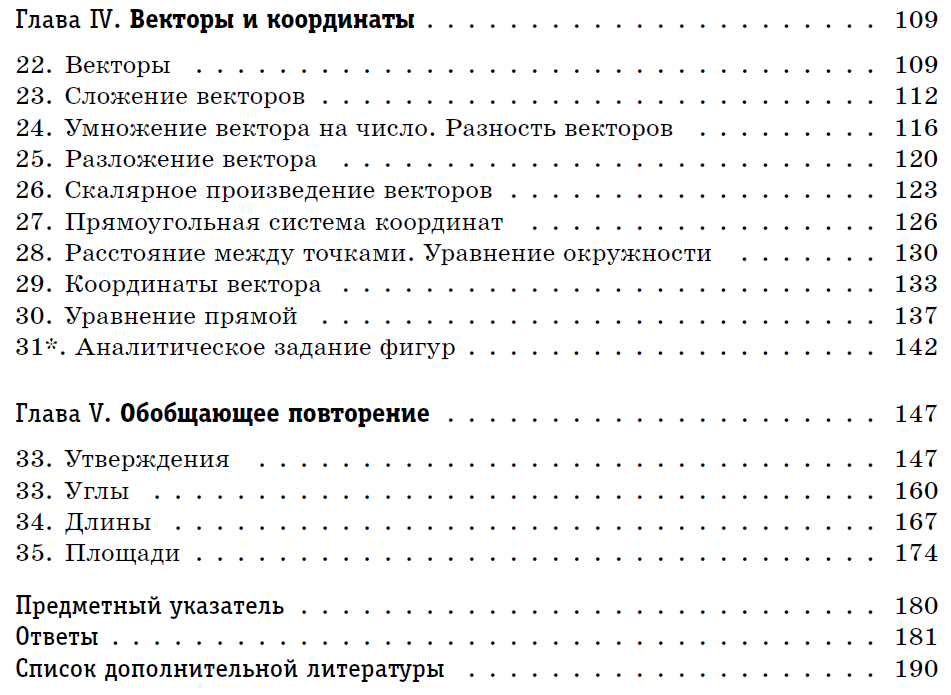 Глава IV. Векторы и координаты . . . . . . . . . . . . . . . . . . . . . . 109
22. Векторы . . . . . . . . . . . . . . . . . . . . . . . . . . . . . . . . . 109
23. Сложение векторов . . . . . . . . . . . . . . . . . . . . . . . . . . . 112
24. Умножение вектора на число. Разность векторов . . . . . . . . . 116
25. Разложение вектора . . . . . . . . . . . . . . . . . . . . . . . . . . 120
26. Скалярное произведение векторов . . . . . . . . . . . . . . . . . . 123
27. Прямоугольная система координат . . . . . . . . . . . . . . . . . 126
28. Расстояние между точками. Уравнение окружности . . . . . . . 130
29. Координаты вектора . . . . . . . . . . . . . . . . . . . . . . . . . . 133
30. Уравнение прямой . . . . . . . . . . . . . . . . . . . . . . . . . . . 137
31*. Аналитическое задание фигур . . . . . . . . . . . . . . . . . . . . 142
Глава V. Обобщающее повторение . . . . . . . . . . . . . . . . . . . . . 147
33. Утверждения . . . . . . . . . . . . . . . . . . . . . . . . . . . . . . 147
33. Углы . . . . . . . . . . . . . . . . . . . . . . . . . . . . . . . . . . . 160
34. Длины . . . . . . . . . . . . . . . . . . . . . . . . . . . . . . . . . . 167
35. Площади . . . . . . . . . . . . . . . . . . . . . . . . . . . . . . . . . 174
Предметный указатель . . . . . . . . . . . . . . . . . . . . . . . . . . . . 180
Ответы . . . . . . . . . . . . . . . . . . . . . . . . . . . . . . . . . . . . . 181
Список дополнительной литературы . . . . . . . . . . . . . . . . . . . . 190